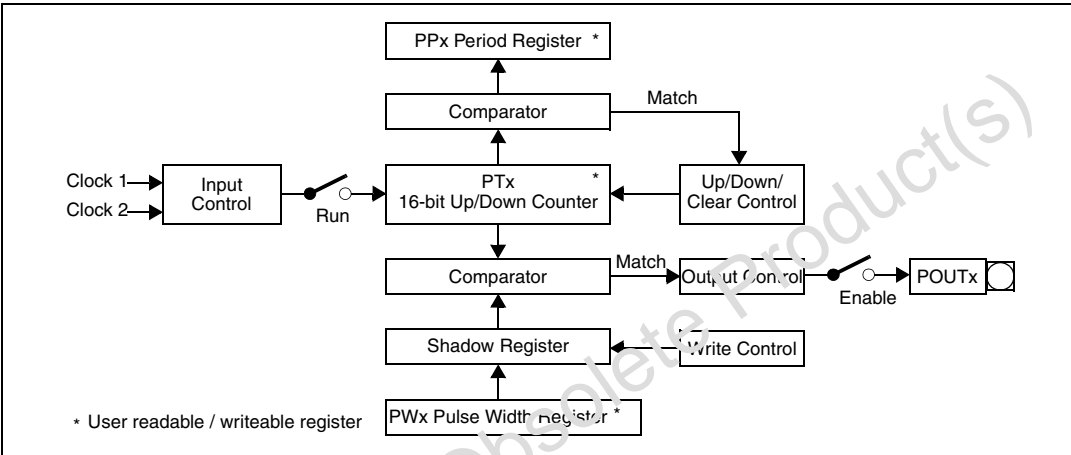 PPx Period Register *
Comparator
Match
Clock 1
Clock 2
Input
Control
Run
PTx *
16-bit Up/Down Counter
Up/Down/
Clear Control
Comparator
Match
Output Control
Enable
POUTx
Shadow Register
Write Control
PWx Pulse Width Register *
* User readable / writeable register
Obsolete Product(s)